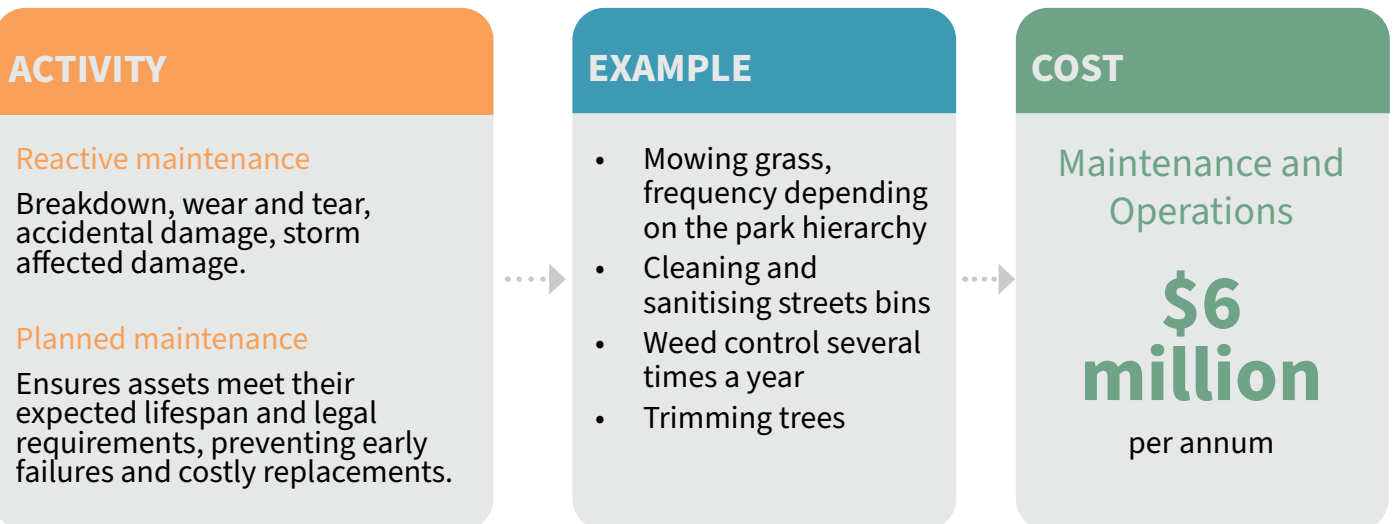 ACTIVITY
Reactive maintenance
Breakdown, wear and tear,
accidental damage, storm
affected damage.
Planned maintenance
Ensures assets meet their
expected lifespan and legal
requirements, preventing early
failures and costly replacements.
EXAMPLE
• Mowing grass,
frequency depending
on the park hierarchy
• Cleaning and
sanitising streets bins
• Weed control several
times a year
• Trimming trees
COST
Maintenance and
Operations
$6
million
per annum